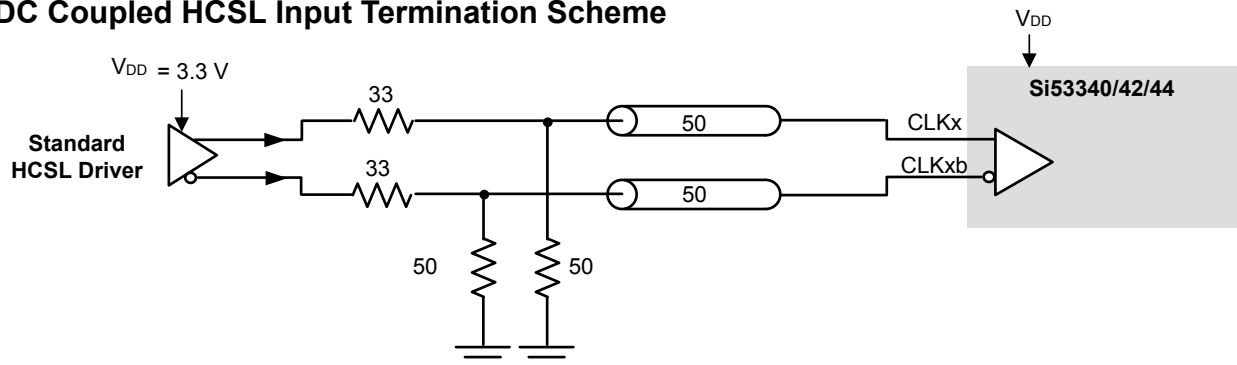 DC Coupled HCSL Input Termination Scheme
VDD
VDD = 3.3 V
Si53340/42/44
33
Standard
HCSL Driver
50
CLKx
33
CLKxb
50
50
50